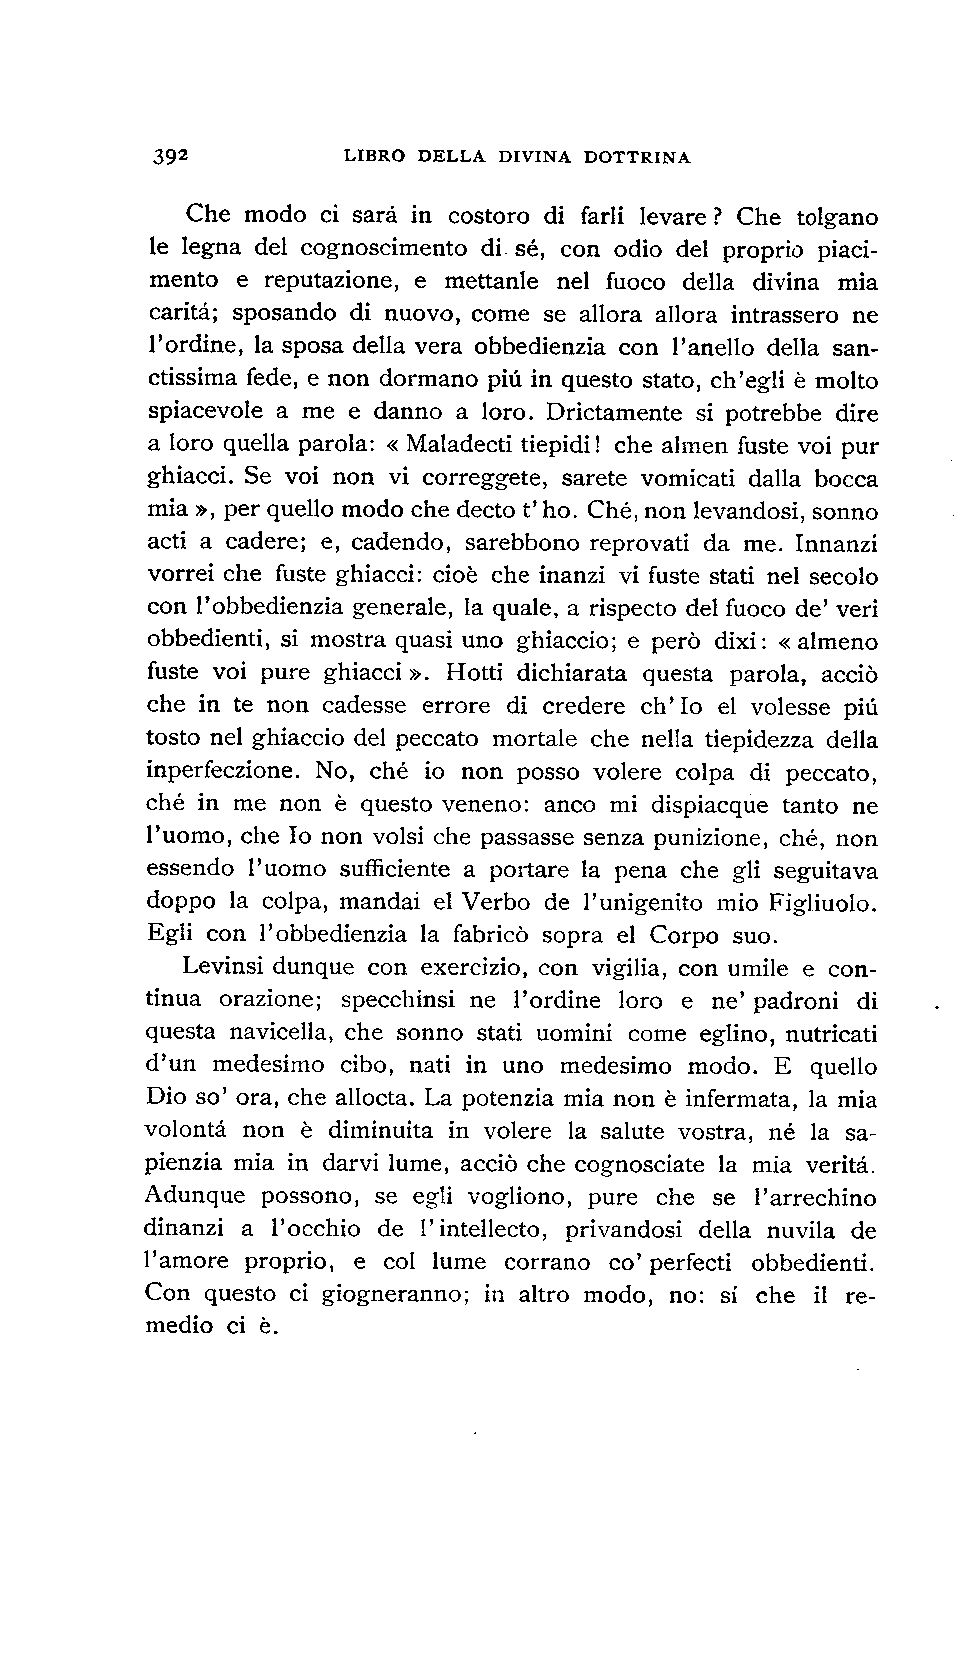 392 LIBRO DELLA DIVINA DOTTRINA
Che modo ci sará in costoro di farli levare? Che tolgano
le legna del cognoscimento di sé, con odio del proprio piaci-
mento e reputazione, e mettanle nel fuoco della divina mia
caritá; sposando di nuovo, come se allora allora intrassero ne
l'ordine, la sposa della vera obbedienzia con l'anello della san-
ctissima fede, e non dormano piú in questo stato, ch'egli è molto
spiacevole a me e danno a loro. Drictamente si potrebbe dire
a loro quella parola: « Maladecti tiepidi! che almen fuste voi pur
ghiacci. Se voi non vi correggete, sarete vomicati dalla bocca
mia », per quello modo che decto t' ho. Ché, non levandosi, sonno
acti a cadere; e, cadendo, sarebbono reprovati da me. Innanzi
vorrei che fuste ghiacci: cioè che inanzi vi fuste stati nel secolo
con l'obbedienzia generale, la quale, a rispecto del fuoco de' veri
obbedienti, si mostra quasi uno ghiaccio; e però dixi: « almeno
fuste voi pure ghiacci ». Hotti dichiarata questa parola, acciò
che in te non cadesse errore di credere ch' Io el volesse piú
tosto nel ghiaccio del peccato mortale che nella tiepidezza della
inperfeczione. No, ché io non posso volere colpa di peccato,
ché in me non è questo veneno: anco mi dispiacque tanto ne
l'uomo, che Io non volsi che passasse senza punizione, ché, non
essendo l'uomo sufficiente a portare la pena che gli seguitava
doppo la colpa, mandai el Verbo de l'unigenito mio Figliuolo.
Egli con l'obbedienzia la fabricò sopra el Corpo suo.
Levinsi dunque con exercizio, con vigilia, con umile e con-
tinua orazione; specchinsi ne l'ordine loro e ne' padroni di
questa navicella, che sonno stati uomini come eglino, nutricati
d'un medesimo cibo, nati in uno medesimo modo. E quello
Dio so' ora, che allocta. La potenzia mia non è infermata, la mia
volontá non è diminuita in volere la salute vostra, né la sa-
pienzia mia in darvi lume, acciò che cognosciate la mia veritá.
Adunque possono, se egli vogliono, pure che se l'arrechino
dinanzi a l'occhio de l' intellecto, privandosi della nuvila de
l'amore proprio, e col lume corrano co' perfecti obbedienti.
Con questo ci giogneranno; in altro modo, no: sí che il re-
medio ci è.